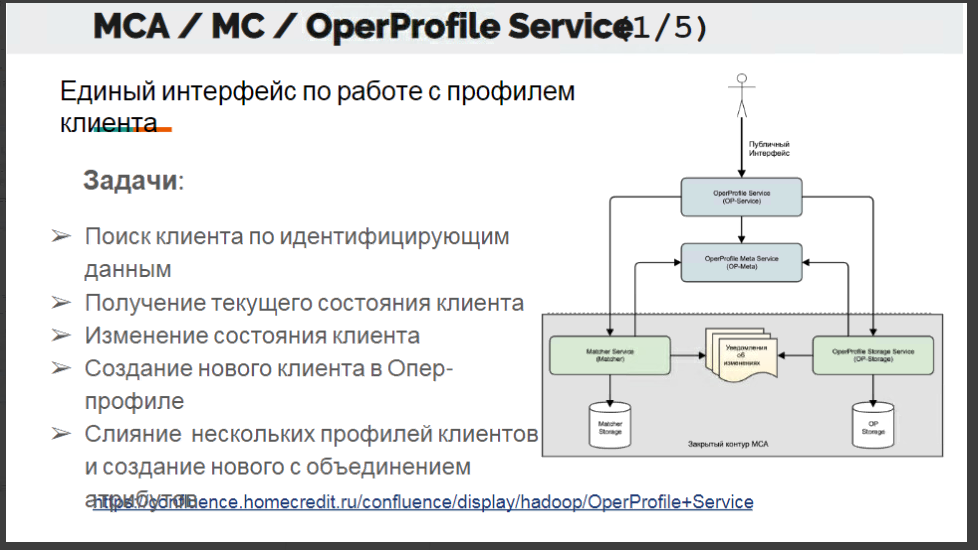 MCA / MC / OperProfile Service(1/5)
Единый интерфейс по работе с профилем
клиента
Задачи:
➢ Поиск клиента по идентифицирующим
данным
➢ Получение текущего состояния клиента
➢ Изменение состояния клиента
➢ Создание нового клиента в Опер-
профиле
➢ Слияние нескольких профилей клиентов
и создание нового с объединением
атрибутов
https://confluence.homecredit.ru/confluence/display/hadoop/OperProfile+Service
Публичный
Интерфейс
OperProfile Service
(OP-Service)
OperProfile Meta Service
(OP-Meta)
Matcher Service
(Matcher)
Уведомления
об
изменениях
OperProfile Storage Service
(OP-Storage)
Matcher
Storage
OP
Storage
Закрытый контур MCA